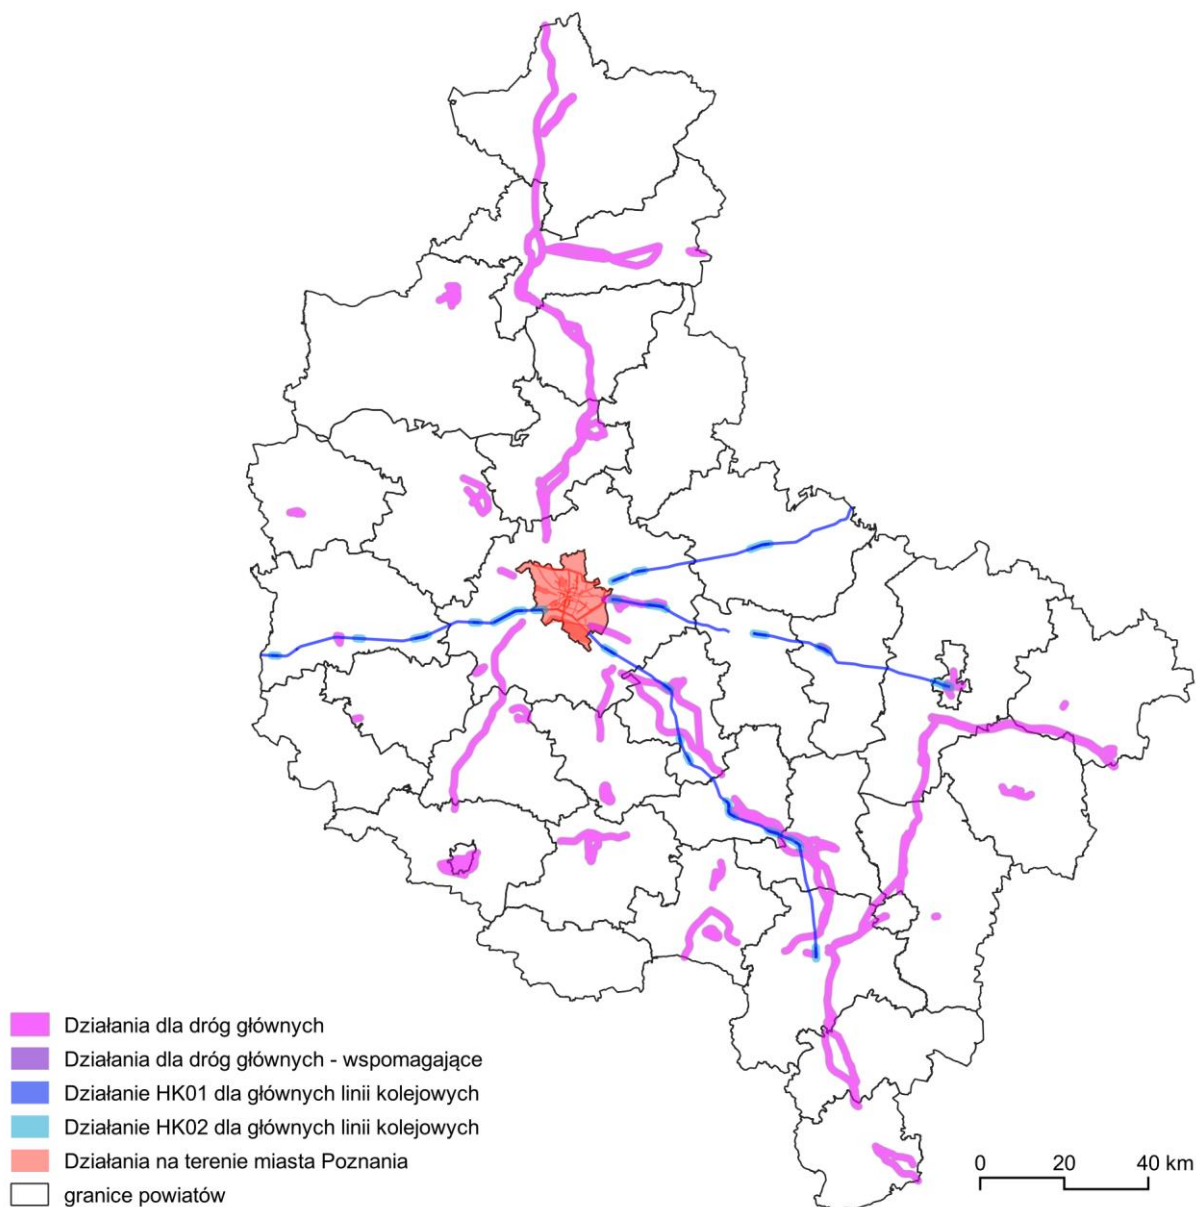 Działania dla dróg głównych
Działania dla dróg głównych - wspomagające
Działanie HK01 dla głównych linii kolejowych
Działanie HK02 dla głównych linii kolejowych
Działania na terenie miasta Poznania
granice powiatów
0 20 40 km